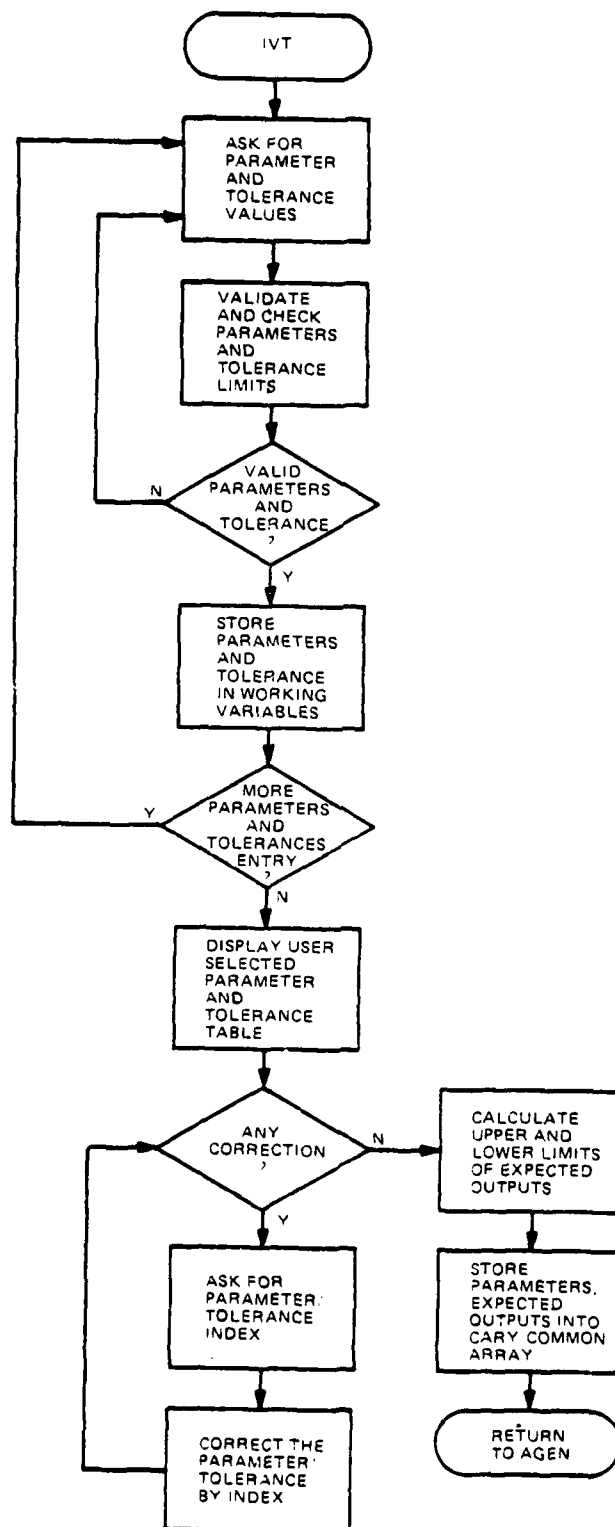 IVT
ASK FOR
PARAMETER
AND
TOLERANCE
VALUES
VALIDATE
AND CHECK
PARAMETERS
AND
TOLERANCE
LIMITS
VALID
PARAMETERS
AND
TOLERANCE
?
N
Y
STORE
PARAMETERS
AND
TOLERANCE
IN WORKING
VARIABLES
MORE
PARAMETERS
AND
TOLERANCES
ENTRY
?
Y
N
DISPLAY USER
SELECTED
PARAMETER
AND
TOLERANCE
TABLE
ANY
CORRECTION
?
N
Y
CALCULATE
UPPER AND
LOWER LIMITS
OF EXPECTED
OUTPUTS
ASK FOR
PARAMETER/
TOLERANCE
INDEX
STORE
PARAMETERS,
EXPECTED
OUTPUTS INTO
CARY COMMON
ARRAY
CORRECT THE
PARAMETER/
TOLERANCE
BY INDEX
RETURN
TO AGEN